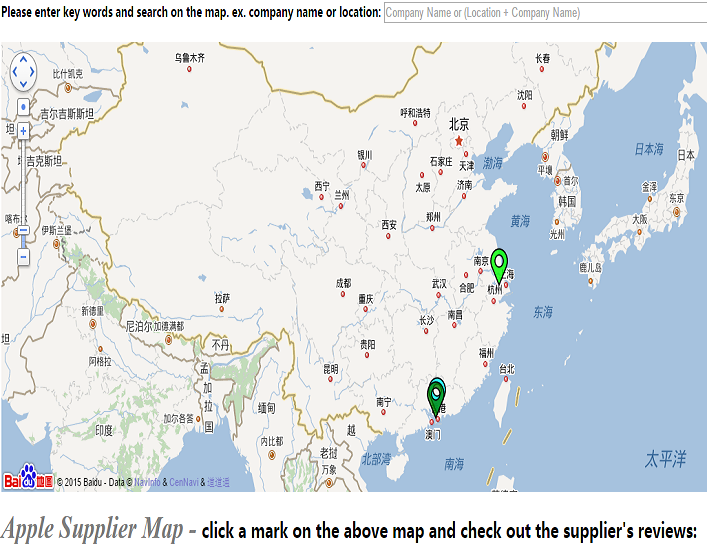 Please enter key words and search on the map. ex. company name or location: Company Name or (Location + Company Name)
乌鲁木齐
长春
比什凯克
沈阳
吉尔吉斯斯坦
呼和浩特
北京
朝鲜
坦
平壤
日本海
日本
吉克斯坦
银川
石家庄
天津
渤海
首尔
太原
济南
西宁
兰州
韩国
金泽
东京
喀布尔
伊斯兰堡
西安
郑州
黄海
光州
大阪
南京
海
鹿儿岛
成都
武汉
合肥
杭州
拉萨
重庆
新德里
尼泊尔
加德满都
长沙
南昌
东海
坦
不丹
贵阳
阿格拉
福州
孟加拉国
昆明
台北
加尔各答
缅甸
南宁
港
印度
越
澳门
内比都
老挝
万象
北部湾
南海
太平洋
Bai du 地图 © 2015 Baidu - Data © NavInfo & CenNavi & 道道通
Apple Supplier Map - click a mark on the above map and check out the supplier's reviews: